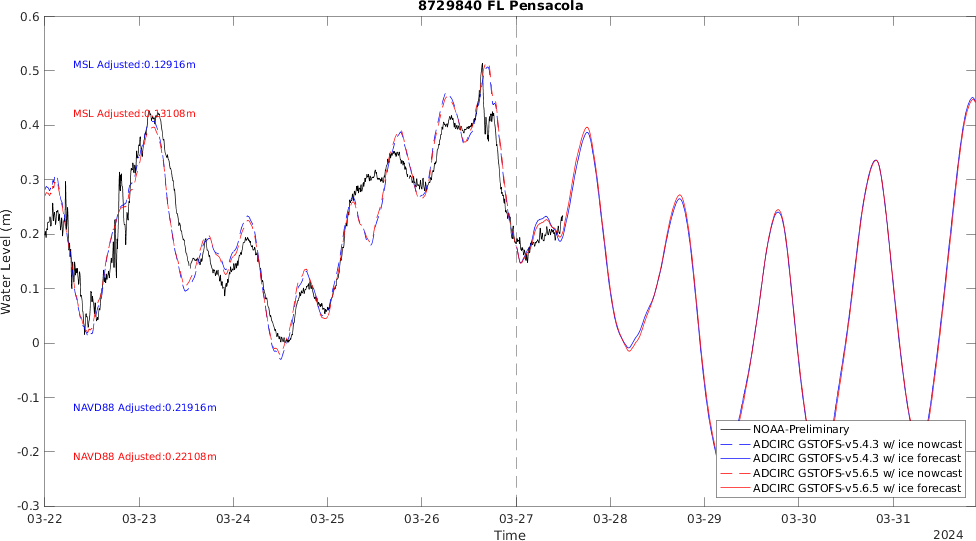 8729840 FL Pensacola
0.6
0.5
0.4
0.3
0.2
0.1
0
-0.1
-0.2
-0.3
Water Level (m)
MSL Adjusted:0.12916m
MSL Adjusted:0.13108m
NAVD88 Adjusted:0.21916m
NAVD88 Adjusted:0.22108m
NOAA-Preliminary
ADCIRC GSTOFS-v5.4.3 w/ ice nowcast
ADCIRC GSTOFS-v5.4.3 w/ ice forecast
ADCIRC GSTOFS-v5.6.5 w/ ice nowcast
ADCIRC GSTOFS-v5.6.5 w/ ice forecast
03-22 03-23 03-24 03-25 03-26 03-27 03-28 03-29 03-30 03-31
Time
2024